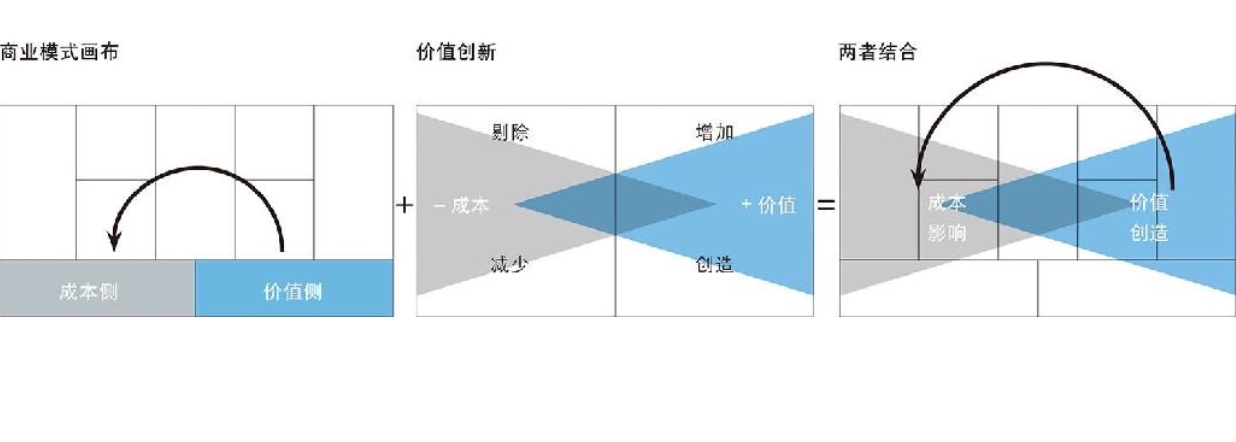 商业模式画布
价值创新
两者结合
成本侧
价值侧
+
剔除
增加
– 成本
+ 价值
减少
创造
=
成本
影响
价值
创造